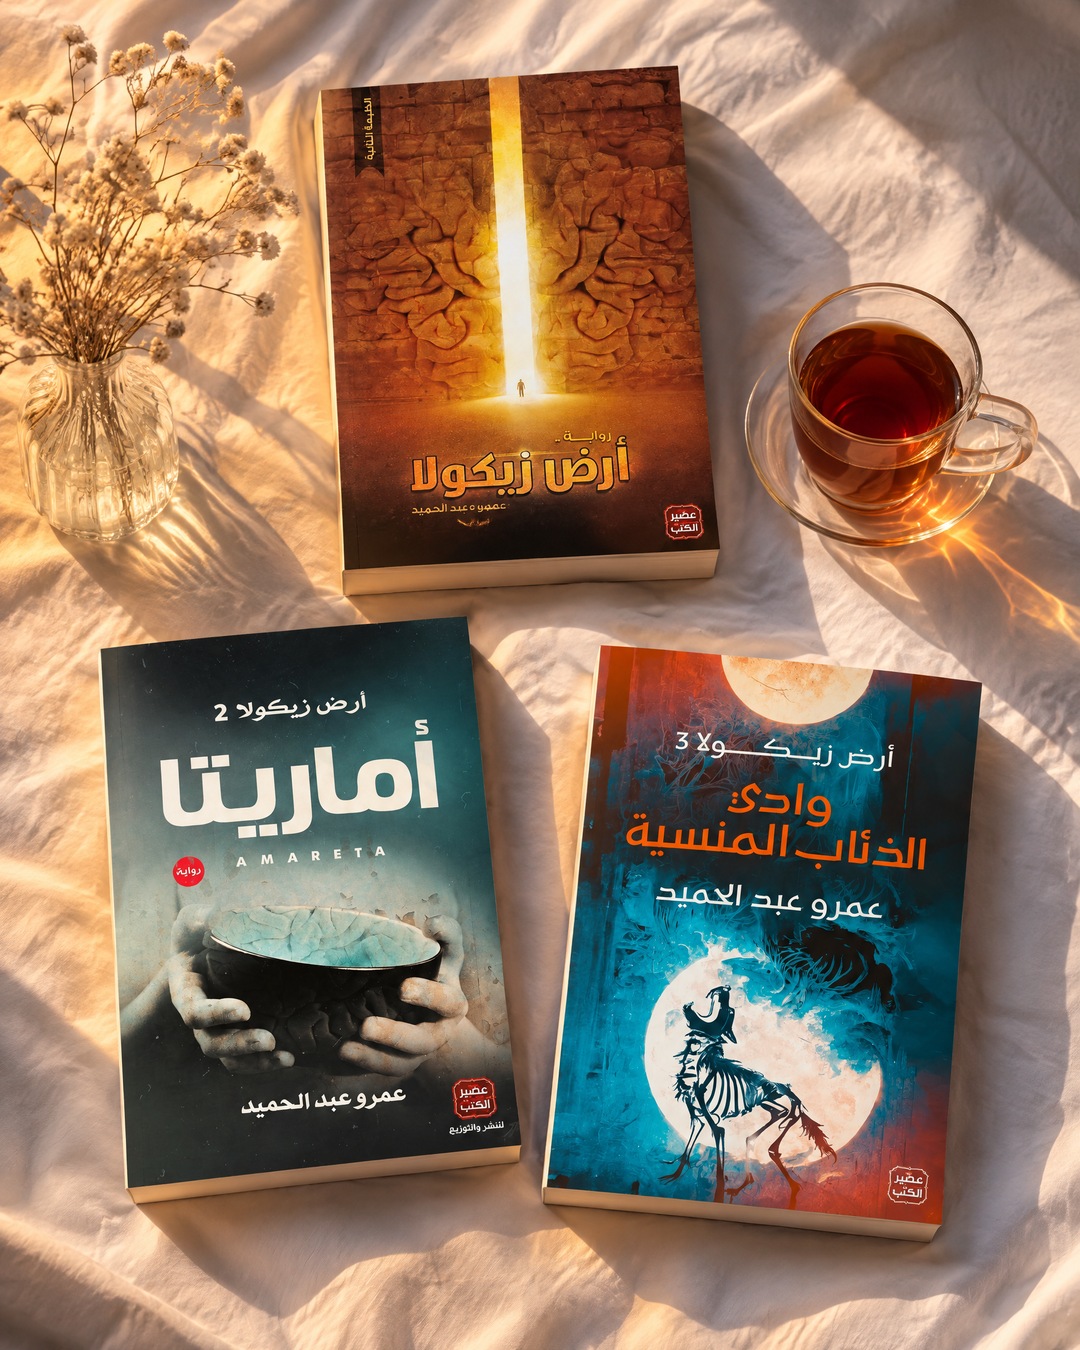 الطبعة الثانية
رواية ..
أرض زيكولا
عمرو عبد الحميد
عصير
الكتب
أرض زيكولا 2
أماريتا
AMARETA
رواية
عمرو عبد الحميد
عصير
الكتب
للنشر والتوزيع
أرض زيكولا 3
وادي
الذئاب المنسية
عمرو عبد الحميد
عصير
الكتب